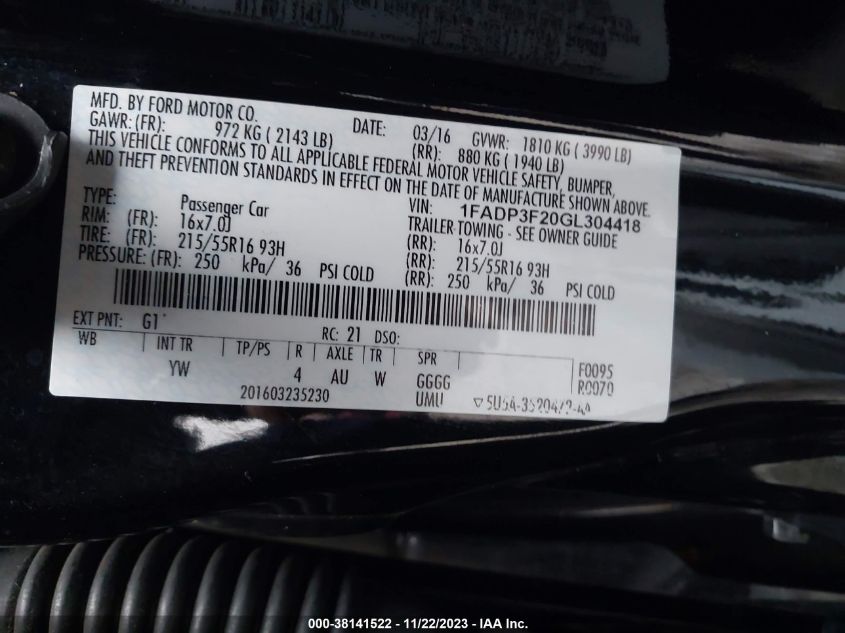 MFD. BY FORD MOTOR CO.
DATE: 03/16 GVWR: 1810 KG ( 3990 LB)
GAWR: (FR): 972 KG ( 2143 LB) (RR): 880 KG ( 1940 LB)
THIS VEHICLE CONFORMS TO ALL APPLICABLE FEDERAL MOTOR VEHICLE SAFETY, BUMPER,
AND THEFT PREVENTION STANDARDS IN EFFECT ON THE DATE OF MANUFACTURE SHOWN ABOVE.
VIN: 1FADP3F20GL304418
TYPE: Passenger Car TRAILER TOWING - SEE OWNER GUIDE
RIM: (FR): 16x7.0J (RR): 16x7.0J
TIRE: (FR): 215/55R16 93H (RR): 215/55R16 93H
PRESSURE: (FR): 250 kPa/ 36 PSI COLD (RR): 250 kPa/ 36 PSI COLD
EXT PNT: G1 RC: 21 DSO:
WB INT TR TP/PS R AXLE TR SPR F0095
YW 4 AU W GGGG R0070
201603235230 UMU
000-38141522 - 11/22/2023 - IAA Inc.